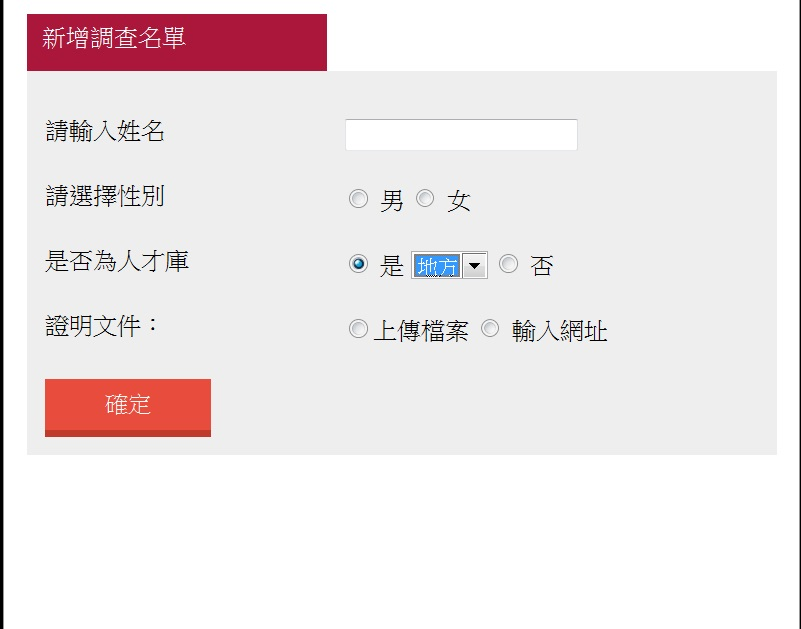 新增調查名單
請輸入姓名
請選擇性別 男 女
是否為人才庫 是 地方 否
證明文件： 上傳檔案 輸入網址
確定